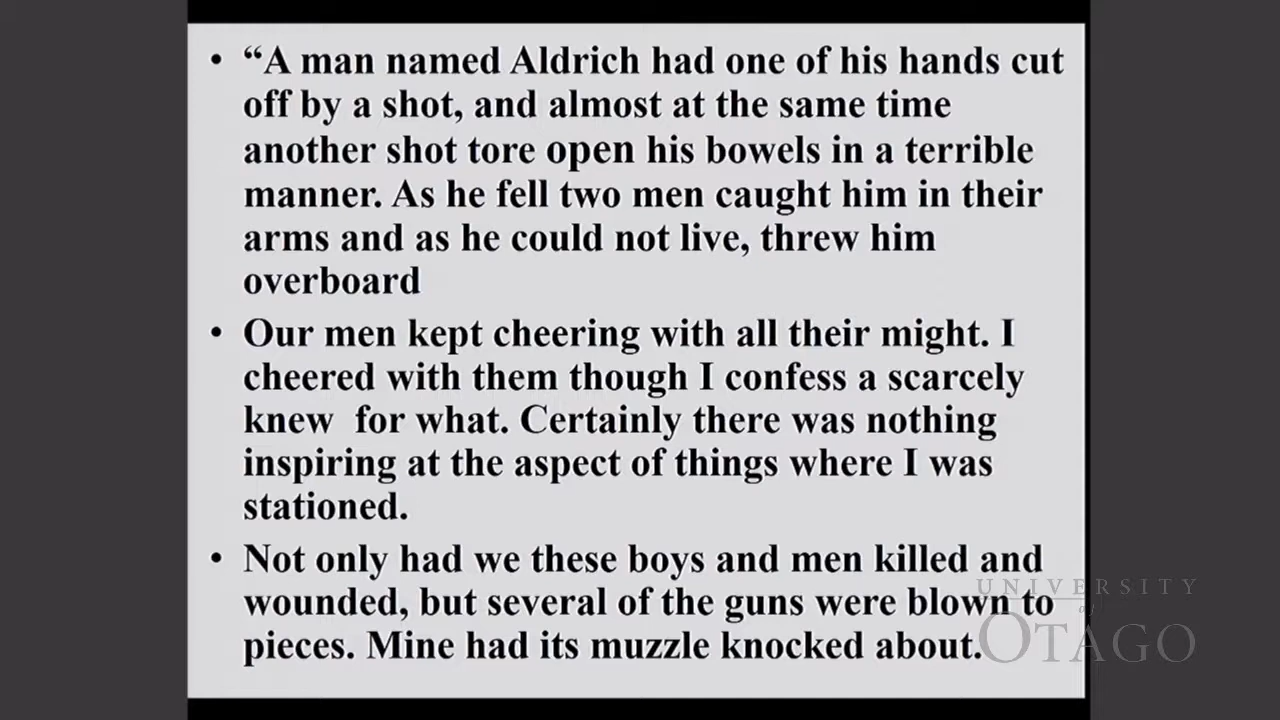 • “A man named Aldrich had one of his hands cut
off by a shot, and almost at the same time
another shot tore open his bowels in a terrible
manner. As he fell two men caught him in their
arms and as he could not live, threw him
overboard
• Our men kept cheering with all their might. I
cheered with them though I confess a scarcely
knew  for what. Certainly there was nothing
inspiring at the aspect of things where I was
stationed.
• Not only had we these boys and men killed and
wounded, but several of the guns were blown to
pieces. Mine had its muzzle knocked about.
UNIVERSITY
of
OTAGO